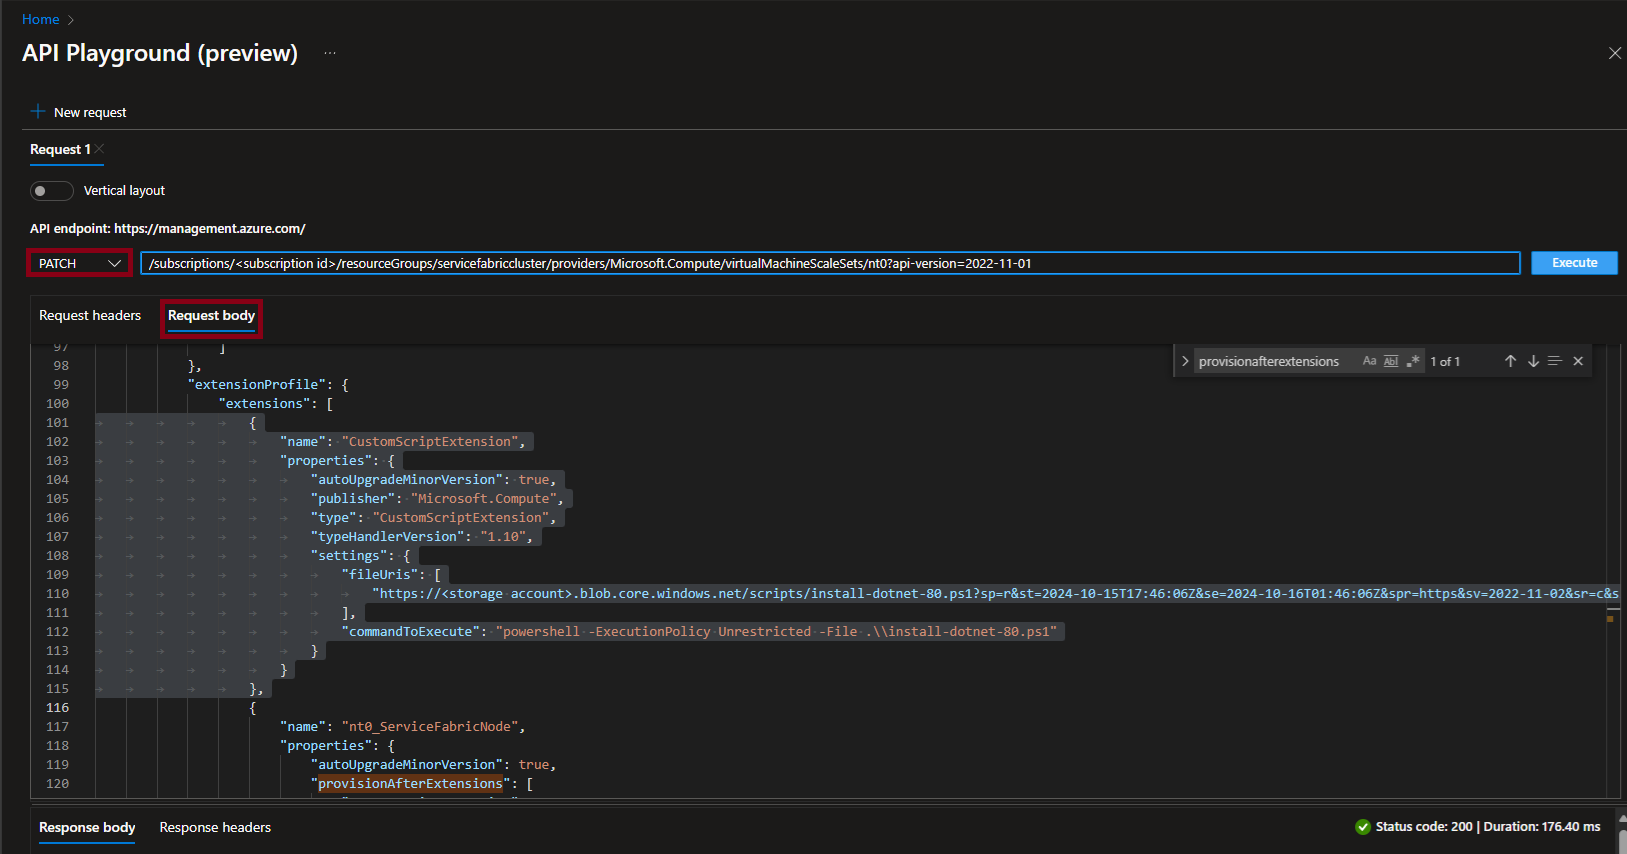 Home >
API Playground (preview) ...
+ New request
Request 1
Vertical layout
API endpoint: https://management.azure.com/
PATCH
/subscriptions/<subscription id>/resourceGroups/servicefabriccluster/providers/Microsoft.Compute/virtualMachineScaleSets/nt0?api-version=2022-11-01
Execute
Request headers
Request body
provisionafterextensions
Aa
Abl
.*
1 of 1
97 ]
98 },
99 "extensionProfile": {
100 "extensions": [
101 {
102 "name": "CustomScriptExtension",
103 "properties": {
104 "autoUpgradeMinorVersion": true,
105 "publisher": "Microsoft.Compute",
106 "type": "CustomScriptExtension",
107 "typeHandlerVersion": "1.10",
108 "settings": {
109 "fileUris": [
110 "https://<storage account>.blob.core.windows.net/scripts/install-dotnet-80.ps1?sp=r&st=2024-10-15T17:46:06Z&se=2024-10-16T01:46:06Z&spr=https&sv=2022-11-02&sr=c&s
111 ],
112 "commandToExecute": "powershell -ExecutionPolicy Unrestricted -File .\\install-dotnet-80.ps1"
113 }
114 }
115 },
116 {
117 "name": "nt0_ServiceFabricNode",
118 "properties": {
119 "autoUpgradeMinorVersion": true,
120 "provisionAfterExtensions": [
Response body
Response headers
Status code: 200 | Duration: 176.40 ms